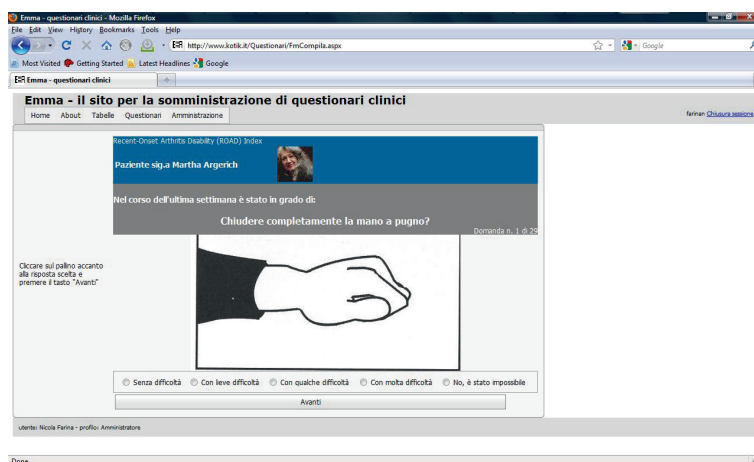 Emma - questionari clinici - Mozilla Firefox
File Edit View History Bookmarks Tools Help
http://www.kotik.it/Questionari/FmCompila.aspx
Google
Most Visited Getting Started Latest Headlines Google
Emma - questionari clinici
Emma - il sito per la somministrazione di questionari clinici
Home About Tabelle Questionari Amministrazione
farinan Chiusura sessione
Recent-Onset Arthritis Disability (ROAD) Index
Paziente sig.a Martha Argerich
Nel corso dell'ultima settimana è stato in grado di:
Chiudere completamente la mano a pugno?
Domanda n. 1 di 29
Cliccare sul pallino accanto
alla risposta scelta e
premere il tasto "Avanti"
Senza difficoltà Con lieve difficoltà Con qualche difficoltà Con molta difficoltà No, è stato impossibile
Avanti
utente: Nicola Farina - profilo: Amministratore
Done